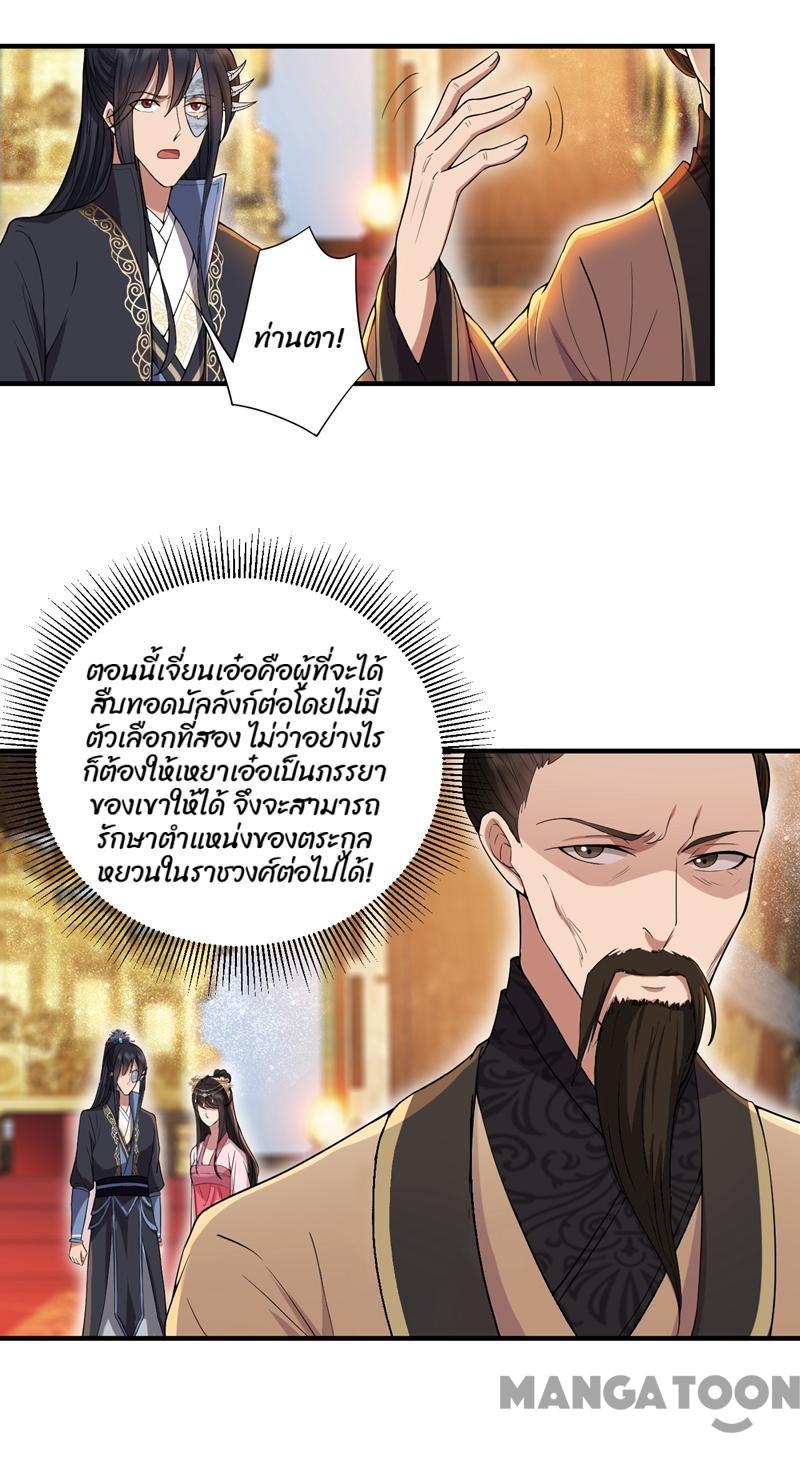 ท่านตา!
ตอนนี้เจี่ยนเอ๋อคือผู้ที่จะได้
สืบทอดบัลลังก์ต่อโดยไม่มี
ตัวเลือกที่สอง ไม่ว่าอย่างไร
ก็ต้องให้เหยาเอ๋อเป็นภรรยา
ของเขาให้ได้ จึงจะสามารถ
รักษาตำแหน่งของตระกูล
หยวนในราชวงศ์ต่อไปได้!
MANGATOON